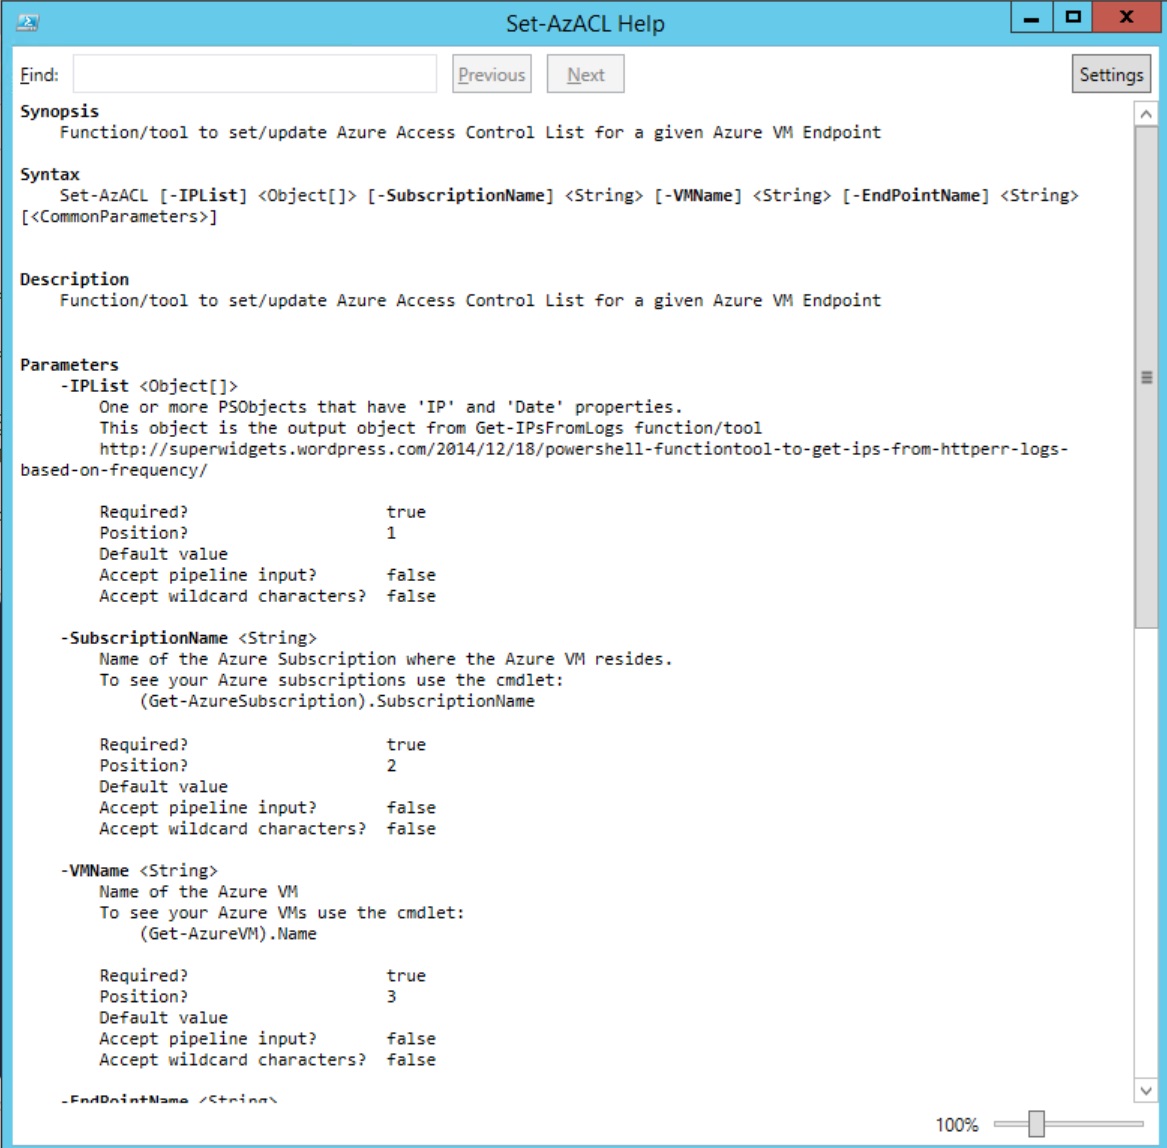 Set-AzACL Help
Find: Previous Next Settings
Synopsis
Function/tool to set/update Azure Access Control List for a given Azure VM Endpoint
Syntax
Set-AzACL [-IPList] <Object[]> [-SubscriptionName] <String> [-VMName] <String> [-EndPointName] <String>
[<CommonParameters>]
Description
Function/tool to set/update Azure Access Control List for a given Azure VM Endpoint
Parameters
-IPList <Object[]>
One or more PSObjects that have 'IP' and 'Date' properties.
This object is the output object from Get-IPsFromLogs function/tool
http://superwidgets.wordpress.com/2014/12/18/powershell-functiontool-to-get-ips-from-httperr-logs-
based-on-frequency/
Required? true
Position? 1
Default value
Accept pipeline input? false
Accept wildcard characters? false
-SubscriptionName <String>
Name of the Azure Subscription where the Azure VM resides.
To see your Azure subscriptions use the cmdlet:
(Get-AzureSubscription).SubscriptionName
Required? true
Position? 2
Default value
Accept pipeline input? false
Accept wildcard characters? false
-VMName <String>
Name of the Azure VM
To see your Azure VMs use the cmdlet:
(Get-AzureVM).Name
Required? true
Position? 3
Default value
Accept pipeline input? false
Accept wildcard characters? false
-EndPointName <String>
100%